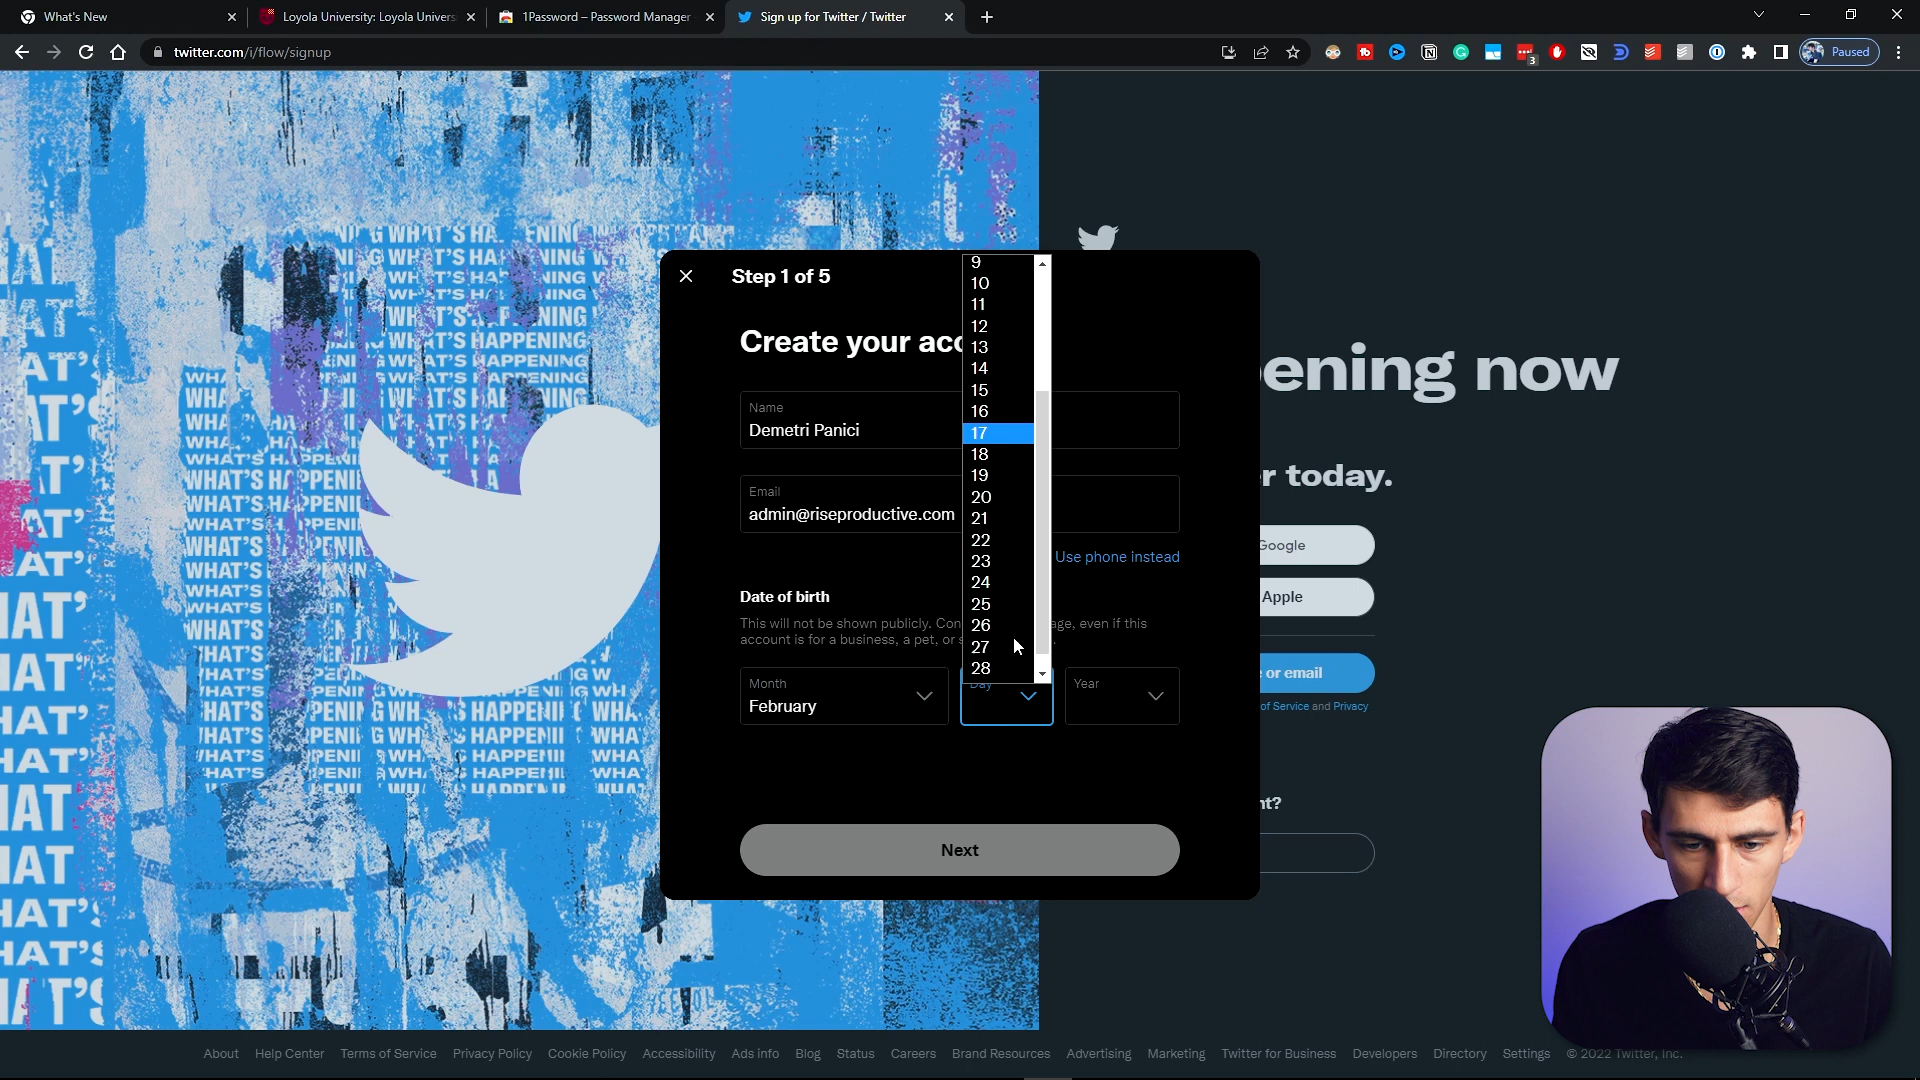 What's New
Loyola University: Loyola Univers
1Password – Password Manager
Sign up for Twitter / Twitter
twitter.com/i/flow/signup
3
Paused
WHAT'S HAPPENING
Step 1 of 5
Create your acc
Name
Demetri Panici
Email
admin@riseproductive.com
Use phone instead
Date of birth
This will not be shown publicly. Con
age, even if this
account is for a business, a pet, or s
Month
February
Day
Year
9
10
11
12
13
14
15
16
17
18
19
20
21
22
23
24
25
26
27
28
Next
ening now
r today.
Google
Apple
or email
of Service and Privacy
nt?
About Help Center Terms of Service Privacy Policy Cookie Policy Accessibility Ads info Blog Status Careers Brand Resources Advertising Marketing Twitter for Business Developers Directory Settings © 2022 Twitter, Inc.